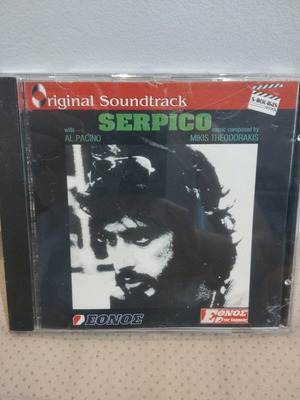 Original Soundtrack
SERPICO
with
AL PACINO
music composed by
MIKIS THEODORAKIS
ΕΘΝΟΣ
ΕΘΝΟΣ